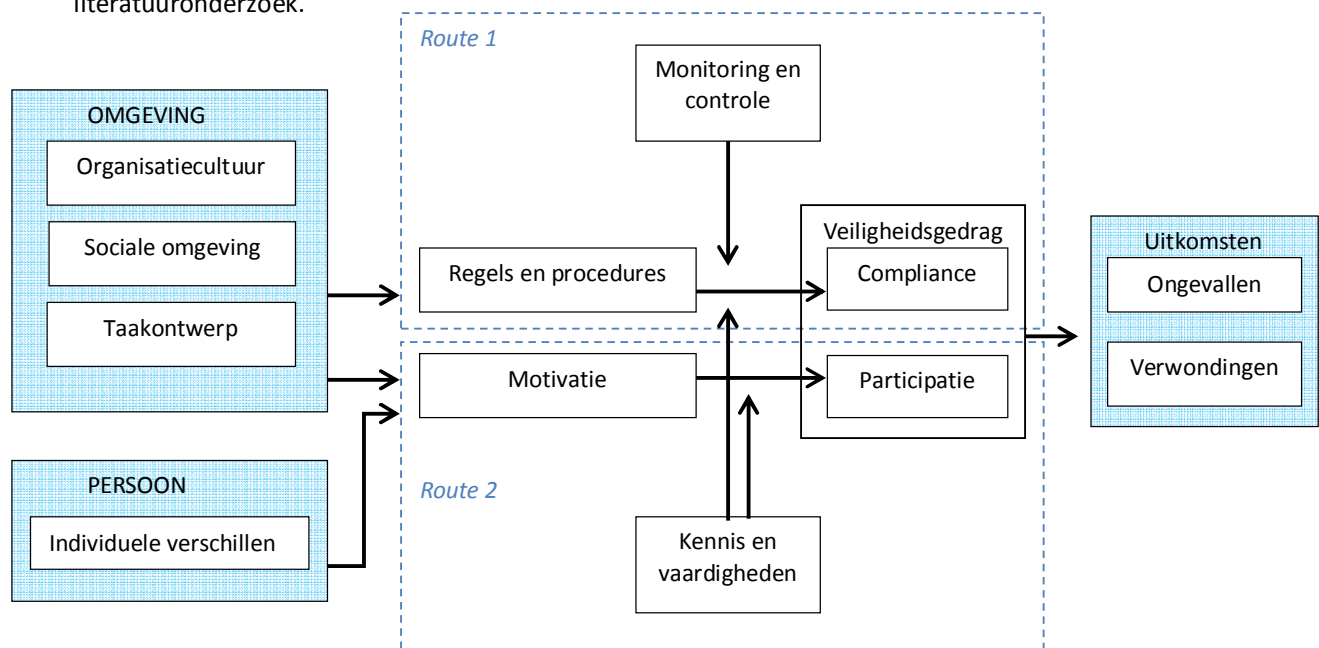 literatuuronderzoek.
Route 1
Monitoring en
controle
OMGEVING
Organisatiecultuur
Sociale omgeving
Taakontwerp
Regels en procedures
Veiligheidsgedrag
Compliance
Uitkomsten
Ongevallen
Verwondingen
Motivatie
Participatie
PERSOON
Individuele verschillen
Route 2
Kennis en
vaardigheden